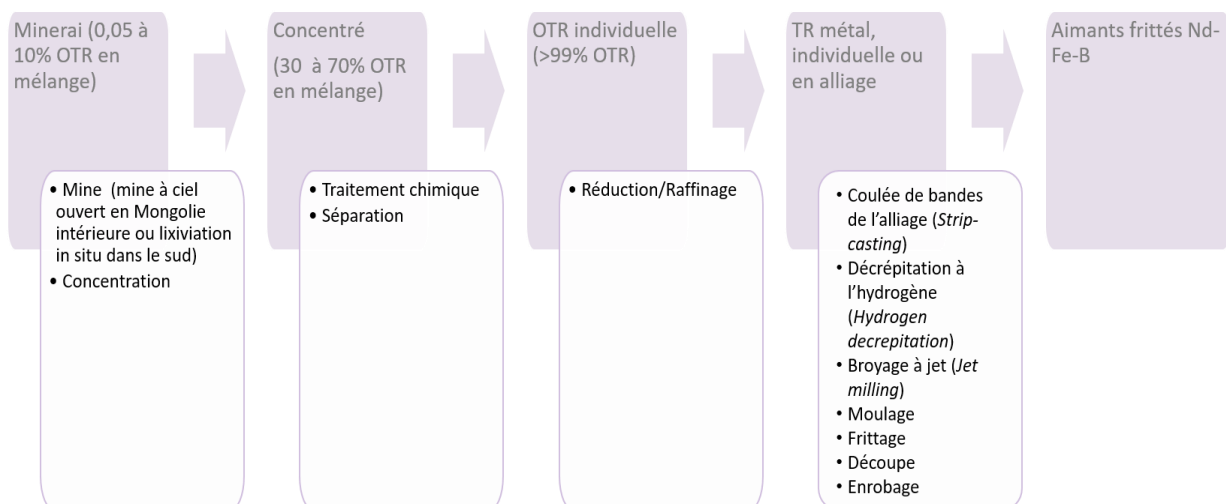 Minerai (0,05 à
10% OTR en
mélange)
• Mine (mine à ciel
ouvert en Mongolie
intérieure ou lixiviation
in situ dans le sud)
• Concentration
Concentré
(30 à 70% OTR
en mélange)
• Traitement chimique
• Séparation
OTR individuelle
(>99% OTR)
• Réduction/Raffinage
TR métal,
individuelle ou
en alliage
• Coulée de bandes
de l’alliage (Strip-
casting)
• Décrépitation à
l’hydrogène
(Hydrogen
decrepitation)
• Broyage à jet (Jet
milling)
• Moulage
• Frittage
• Découpe
• Enrobage
Aimants frittés Nd-
Fe-B